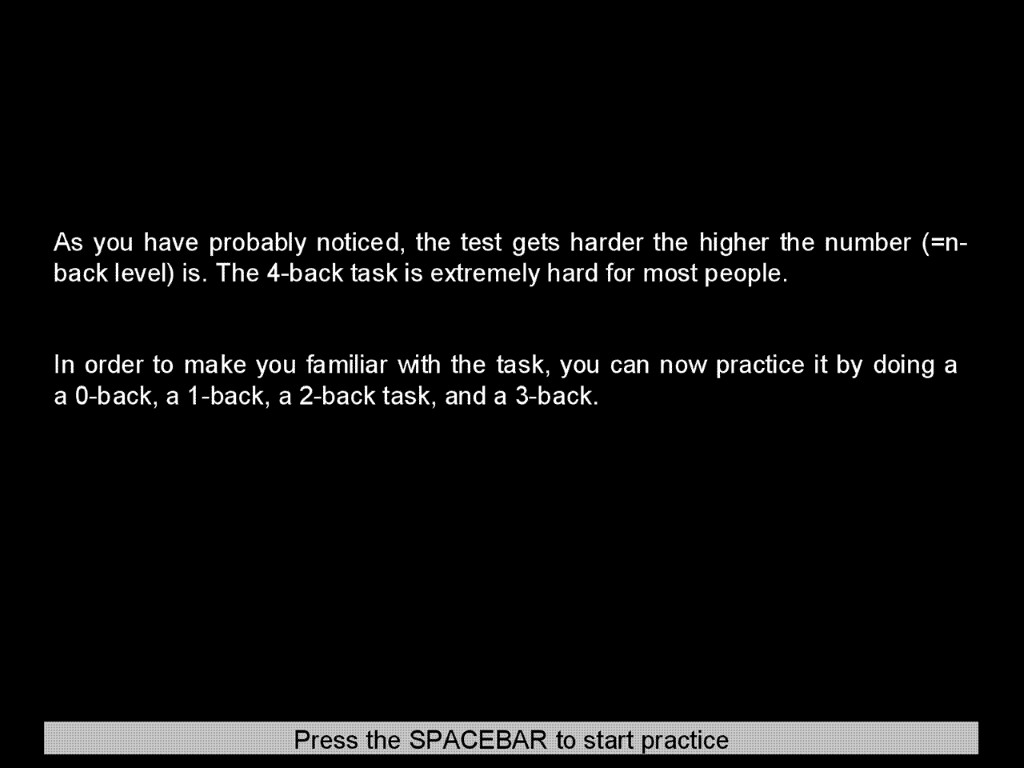 As you have probably noticed, the test gets harder the higher the number (=n-
back level) is. The 4-back task is extremely hard for most people.
In order to make you familiar with the task, you can now practice it by doing a
a 0-back, a 1-back, a 2-back task, and a 3-back.
Press the SPACEBAR to start practice